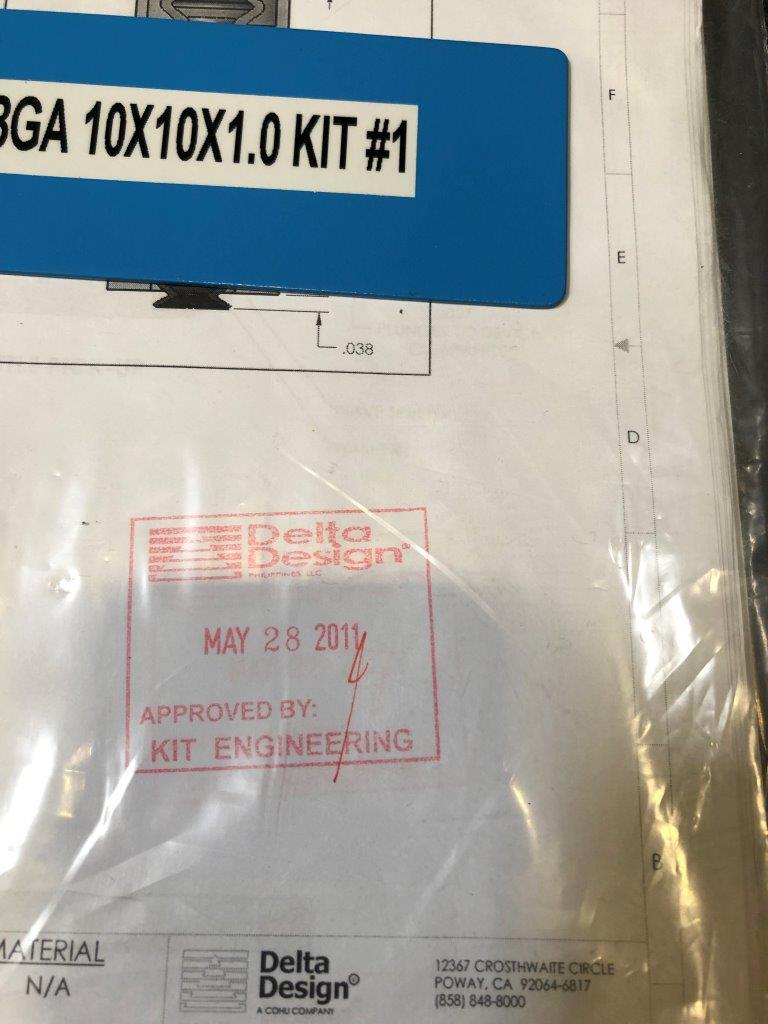 BGA 10X10X1.0 KIT #1
F
E
.038
D
Delta
Design®
PHILIPPINES LLC
MAY 28 2011
APPROVED BY:
KIT ENGINEERING
B
MATERIAL
N/A
Delta
Design®
A COHU COMPANY
12367 CROSTHWAITE CIRCLE
POWAY, CA 92064-6817
(858) 848-8000